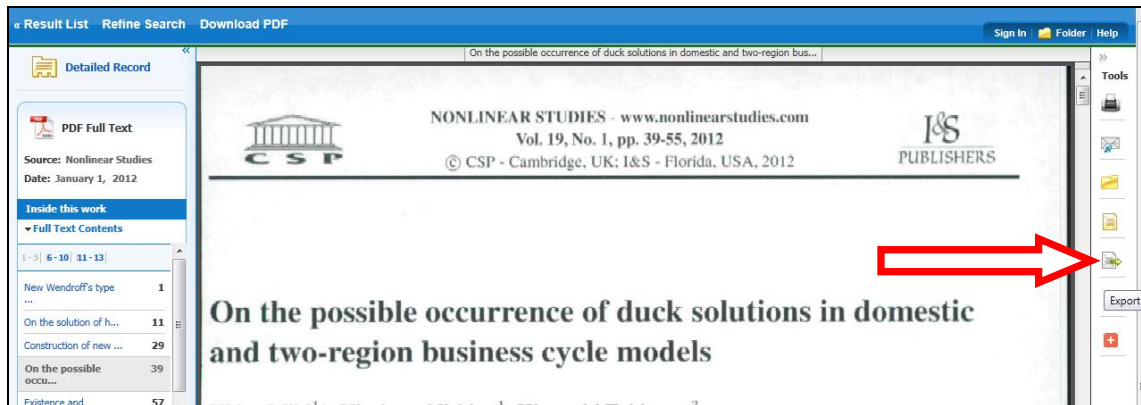 « Result List  Refine Search  Download PDF
Sign In  Folder  Help
«
Detailed Record
On the possible occurrence of duck solutions in domestic and two-region bus...
»
Tools
PDF Full Text
Source: Nonlinear Studies
Date: January 1, 2012
Inside this work
Full Text Contents
1-5| 6-10| 11-13|
New Wendroff's type ... 1
On the solution of h... 11
Construction of new ... 29
On the possible occu... 39
Existence and 57
CSP
NONLINEAR STUDIES - www.nonlinearstudies.com
Vol. 19, No. 1, pp. 39-55, 2012
© CSP - Cambridge, UK; I&S - Florida, USA, 2012
I&S
PUBLISHERS
On the possible occurrence of duck solutions in domestic
and two-region business cycle models
Export